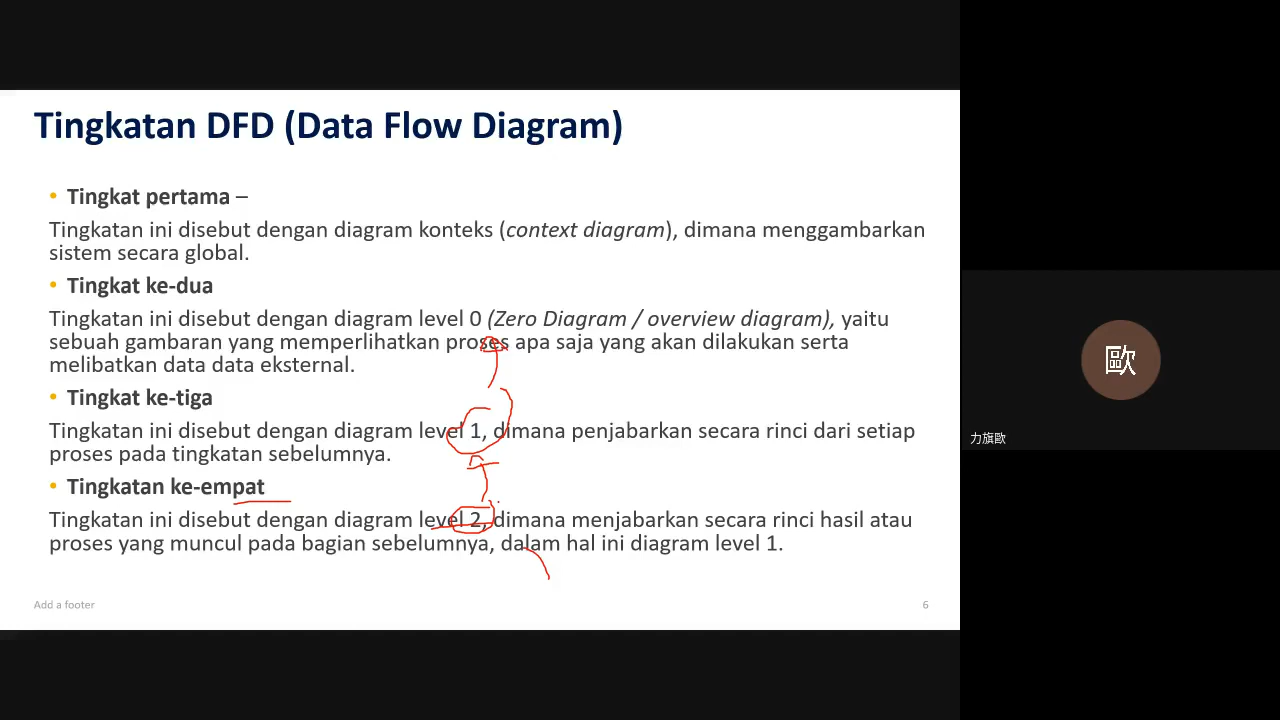 Tingkatan DFD (Data Flow Diagram)
• Tingkat pertama –
Tingkatan ini disebut dengan diagram konteks (context diagram), dimana menggambarkan
sistem secara global.
• Tingkat ke-dua
Tingkatan ini disebut dengan diagram level 0 (Zero Diagram / overview diagram), yaitu
sebuah gambaran yang memperlihatkan proses apa saja yang akan dilakukan serta
melibatkan data data eksternal.
• Tingkat ke-tiga
Tingkatan ini disebut dengan diagram level 1, dimana penjabarkan secara rinci dari setiap
proses pada tingkatan sebelumnya.
• Tingkatan ke-empat
Tingkatan ini disebut dengan diagram level 2, dimana menjabarkan secara rinci hasil atau
proses yang muncul pada bagian sebelumnya, dalam hal ini diagram level 1.
Add a footer
6
歐
力旗歐